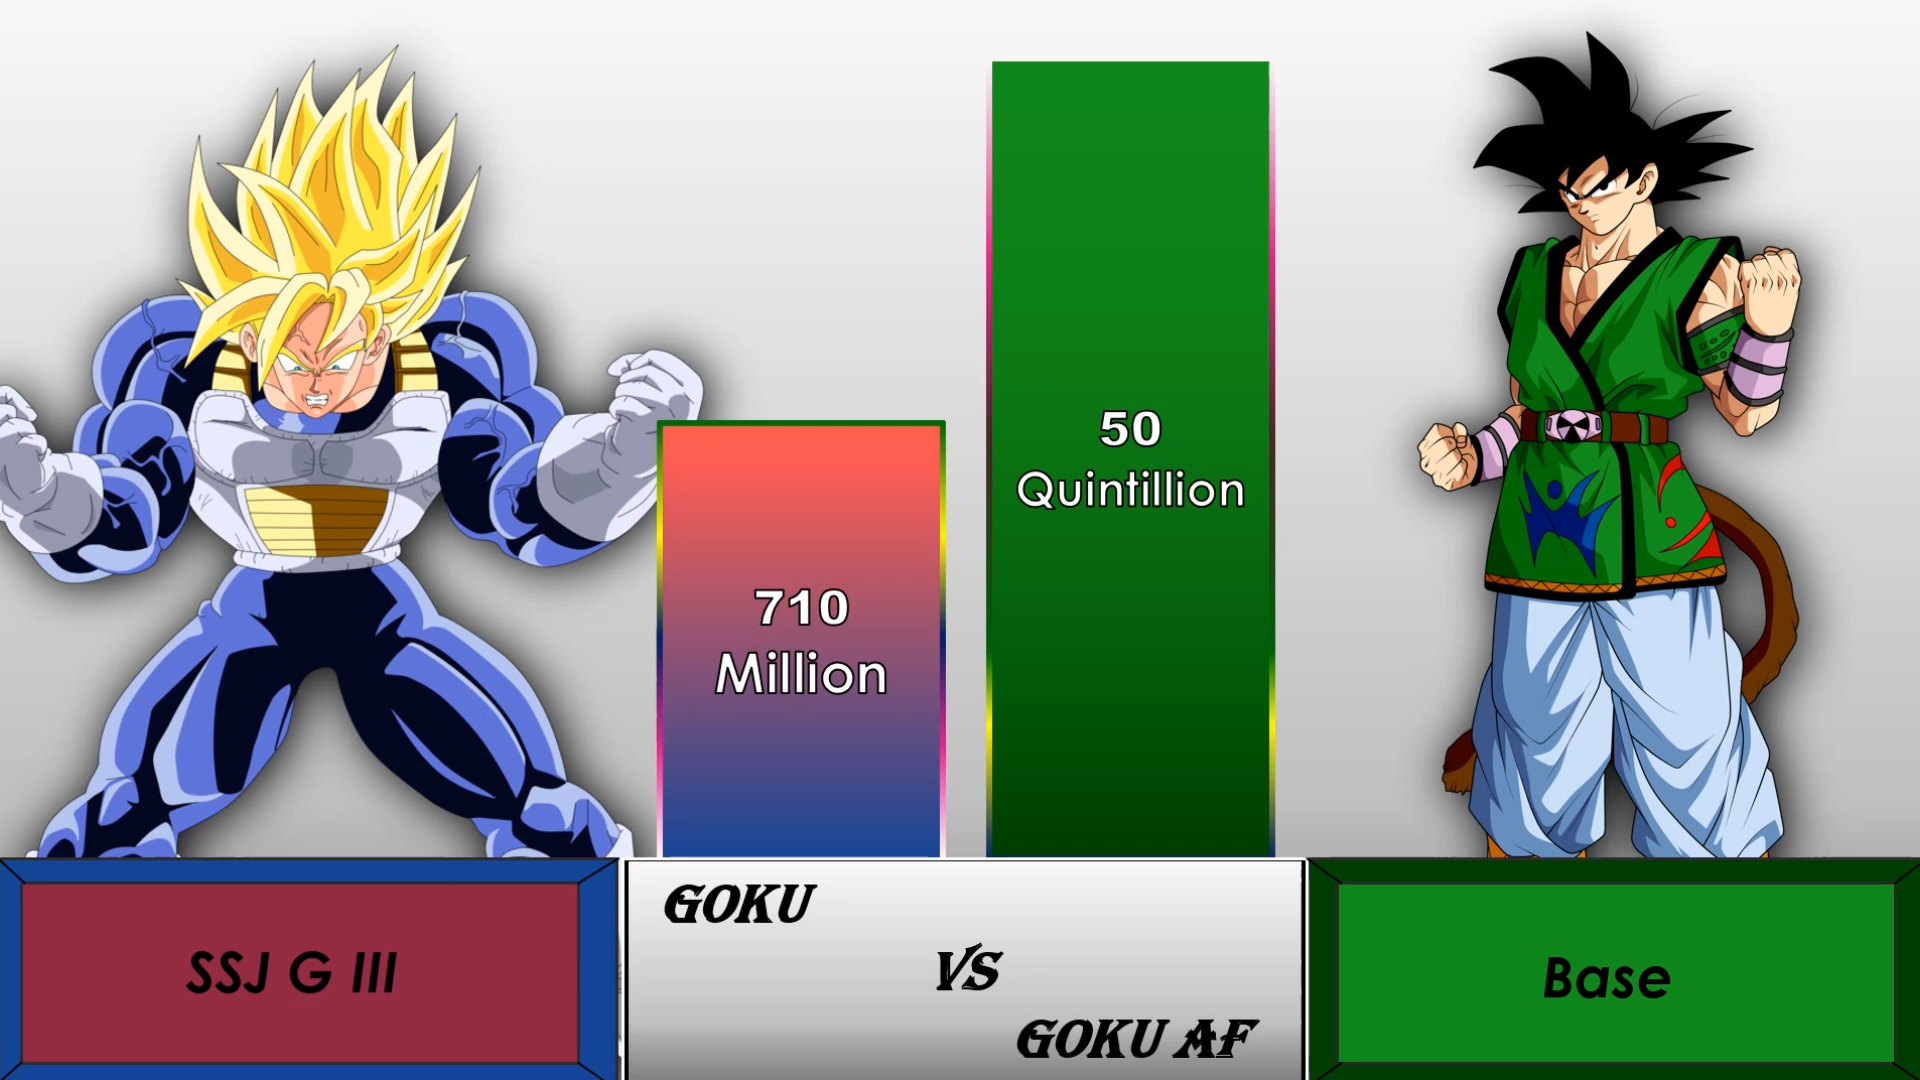 710
Million
50
Quintillion
SSJ G III
GOKU
VS
GOKU AF
Base